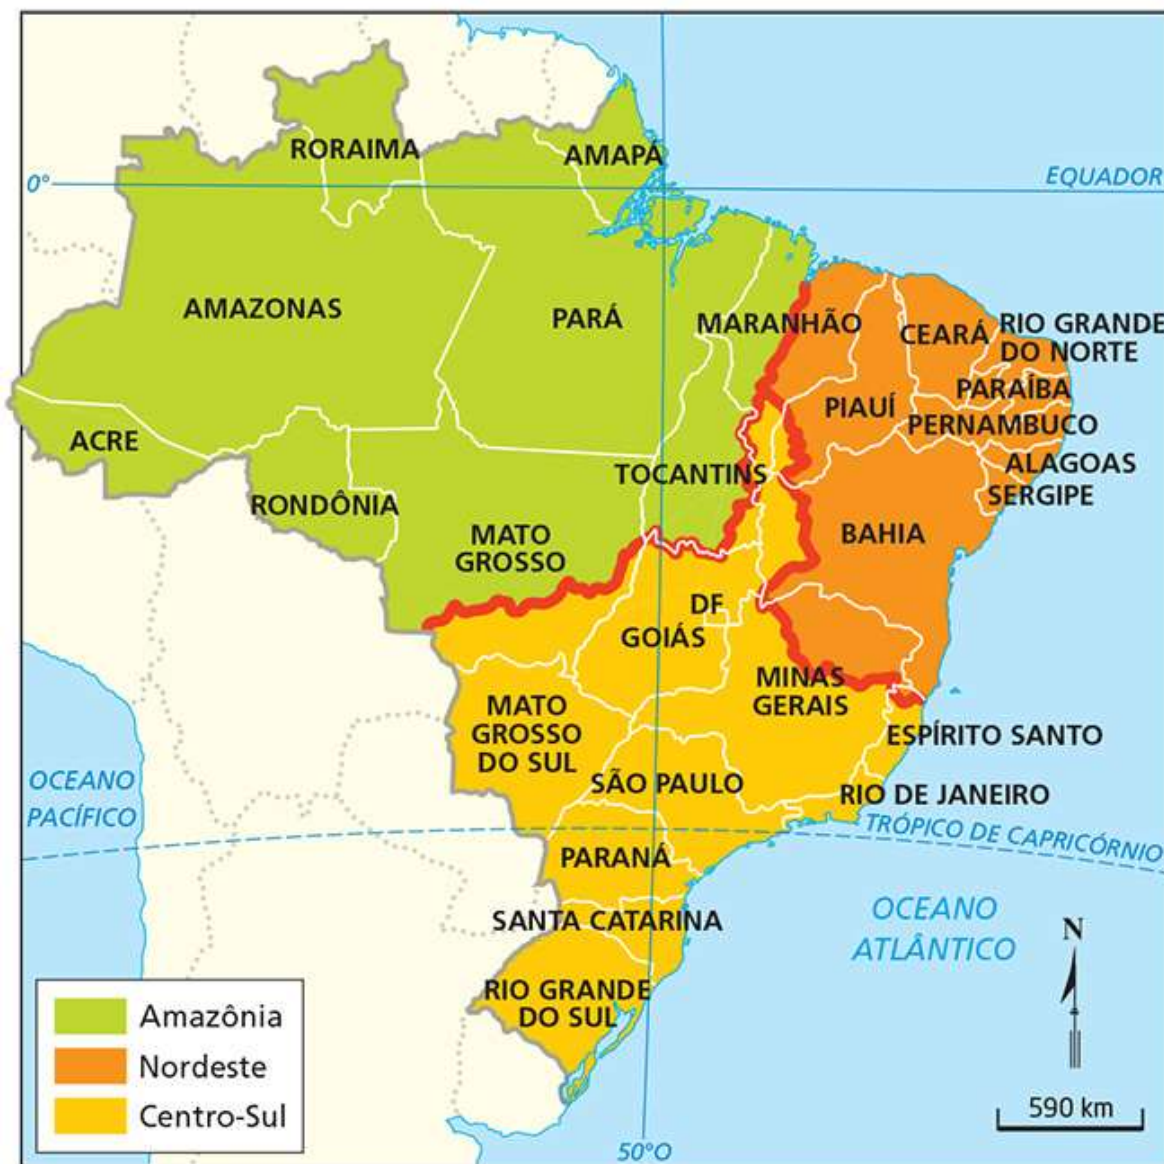 RORAIMA
AMAPÁ
0°
EQUADOR
AMAZONAS
PARÁ
MARANHÃO
CEARÁ
RIO GRANDE
DO NORTE
PARAÍBA
PIAUÍ
PERNAMBUCO
ACRE
TOCANTINS
ALAGOAS
SERGIPE
RONDÔNIA
MATO
GROSSO
BAHIA
DF
GOIÁS
MINAS
GERAIS
MATO
GROSSO
DO SUL
ESPÍRITO SANTO
SÃO PAULO
RIO DE JANEIRO
OCEANO
PACÍFICO
TRÓPICO DE CAPRICÓRNIO
PARANÁ
SANTA CATARINA
OCEANO
ATLÂNTICO
N
RIO GRANDE
DO SUL
Amazônia
Nordeste
Centro-Sul
590 km
50°O